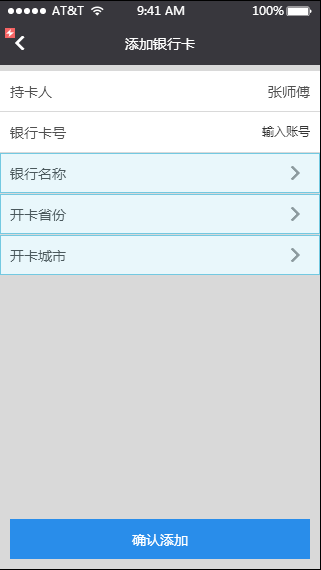 AT&T 9:41 AM 100%
添加银行卡
持卡人 张师傅
银行卡号 输入账号
银行名称
开卡省份
开卡城市
确认添加